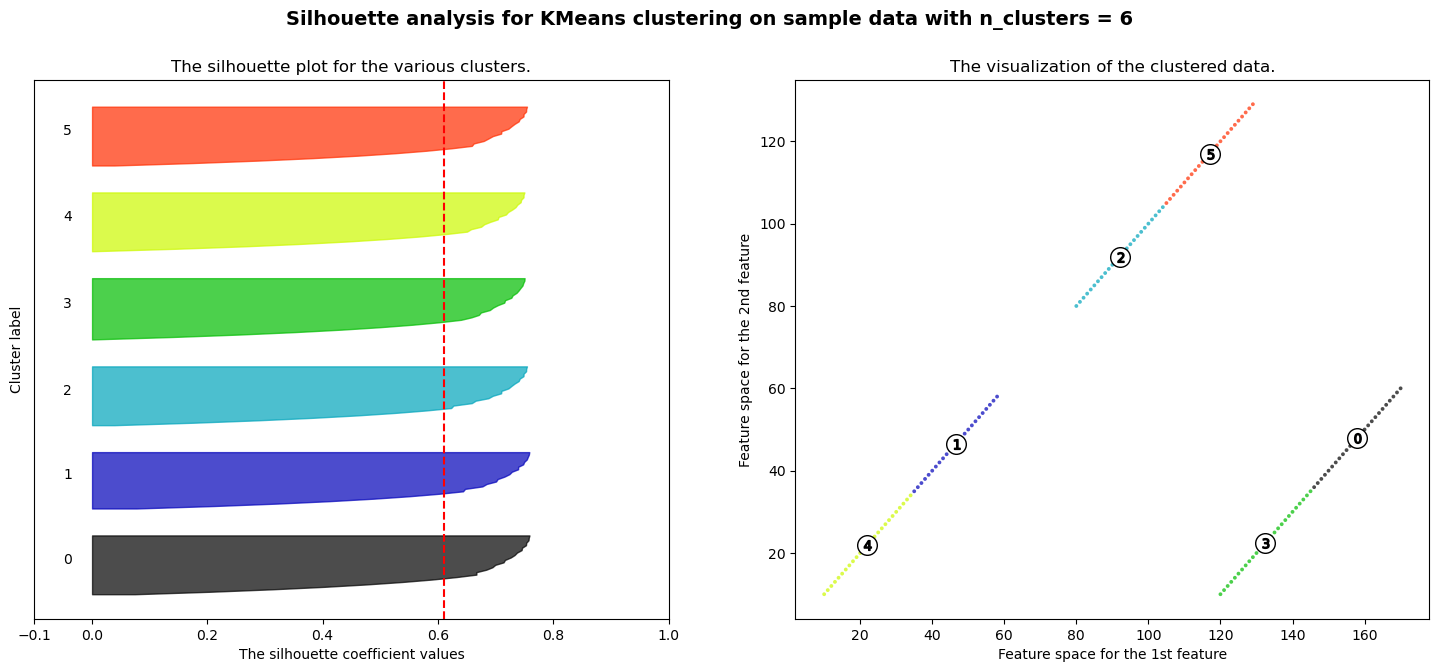 Silhouette analysis for KMeans clustering on sample data with n_clusters = 6
The silhouette plot for the various clusters.
5
4
3
2
1
0
Cluster label
−0.1 0.0 0.2 0.4 0.6 0.8 1.0
The silhouette coefficient values
The visualization of the clustered data.
120
100
80
60
40
20
Feature space for the 2nd feature
5
2
1
0
4
3
20 40 60 80 100 120 140 160
Feature space for the 1st feature